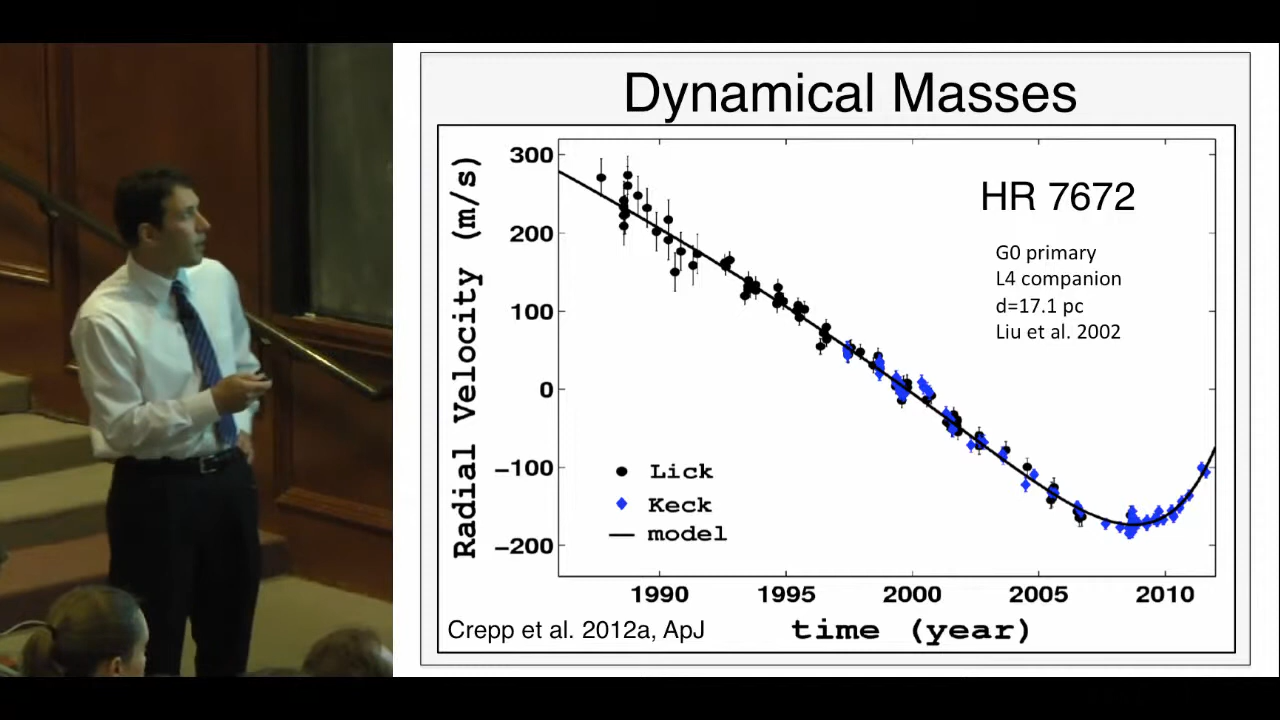 Dynamical Masses
300
200
100
0
−100
−200
Radial Velocity (m/s)
HR 7672
G0 primary
L4 companion
d=17.1 pc
Liu et al. 2002
Lick
Keck
model
1990 1995 2000 2005 2010
time (year)
Crepp et al. 2012a, ApJ